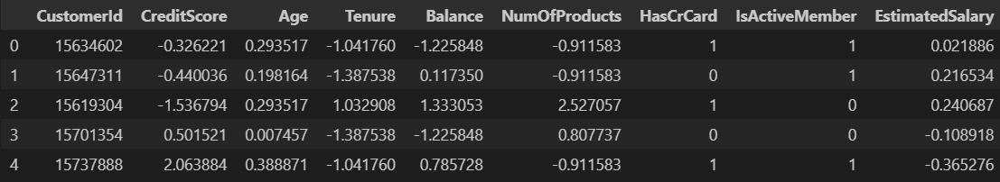 CustomerId CreditScore Age Tenure Balance NumOfProducts HasCrCard IsActiveMember EstimatedSalary
0 15634602 -0.326221 0.293517 -1.041760 -1.225848 -0.911583 1 1 0.021886
1 15647311 -0.440036 0.198164 -1.387538 0.117350 -0.911583 0 1 0.216534
2 15619304 -1.536794 0.293517 1.032908 1.333053 2.527057 1 0 0.240687
3 15701354 0.501521 0.007457 -1.387538 -1.225848 0.807737 0 0 -0.108918
4 15737888 2.063884 0.388871 -1.041760 0.785728 -0.911583 1 1 -0.365276